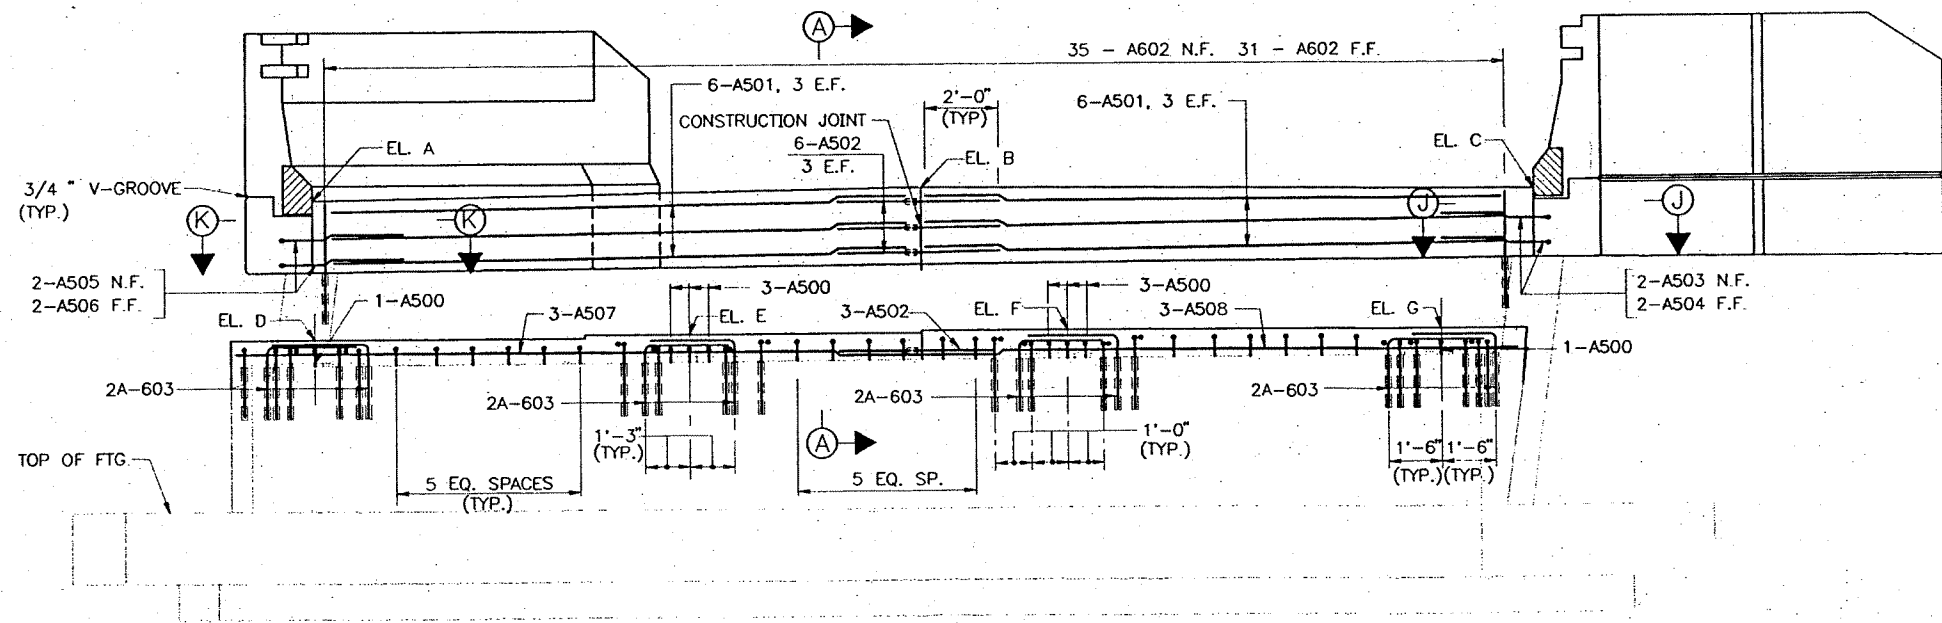 A
35 - A602 N.F. 31 - A602 F.F.
6-A501, 3 E.F.
2'-0"
(TYP)
6-A501, 3 E.F.
CONSTRUCTION JOINT
6-A502
3 E.F.
EL. A
EL. B
EL. C
3/4 " V-GROOVE
(TYP.)
K
K
J
J
2-A505 N.F.
2-A506 F.F.
2-A503 N.F.
2-A504 F.F.
1-A500
3-A500
3-A500
EL. D
3-A507
EL. E
3-A502
EL. F
3-A508
EL. G
1-A500
2A-603
2A-603
2A-603
2A-603
1'-3"
(TYP.)
A
1'-0"
(TYP.)
1'-6"
(TYP.)
1'-6"
(TYP.)
TOP OF FTG.
5 EQ. SPACES
(TYP.)
5 EQ. SP.